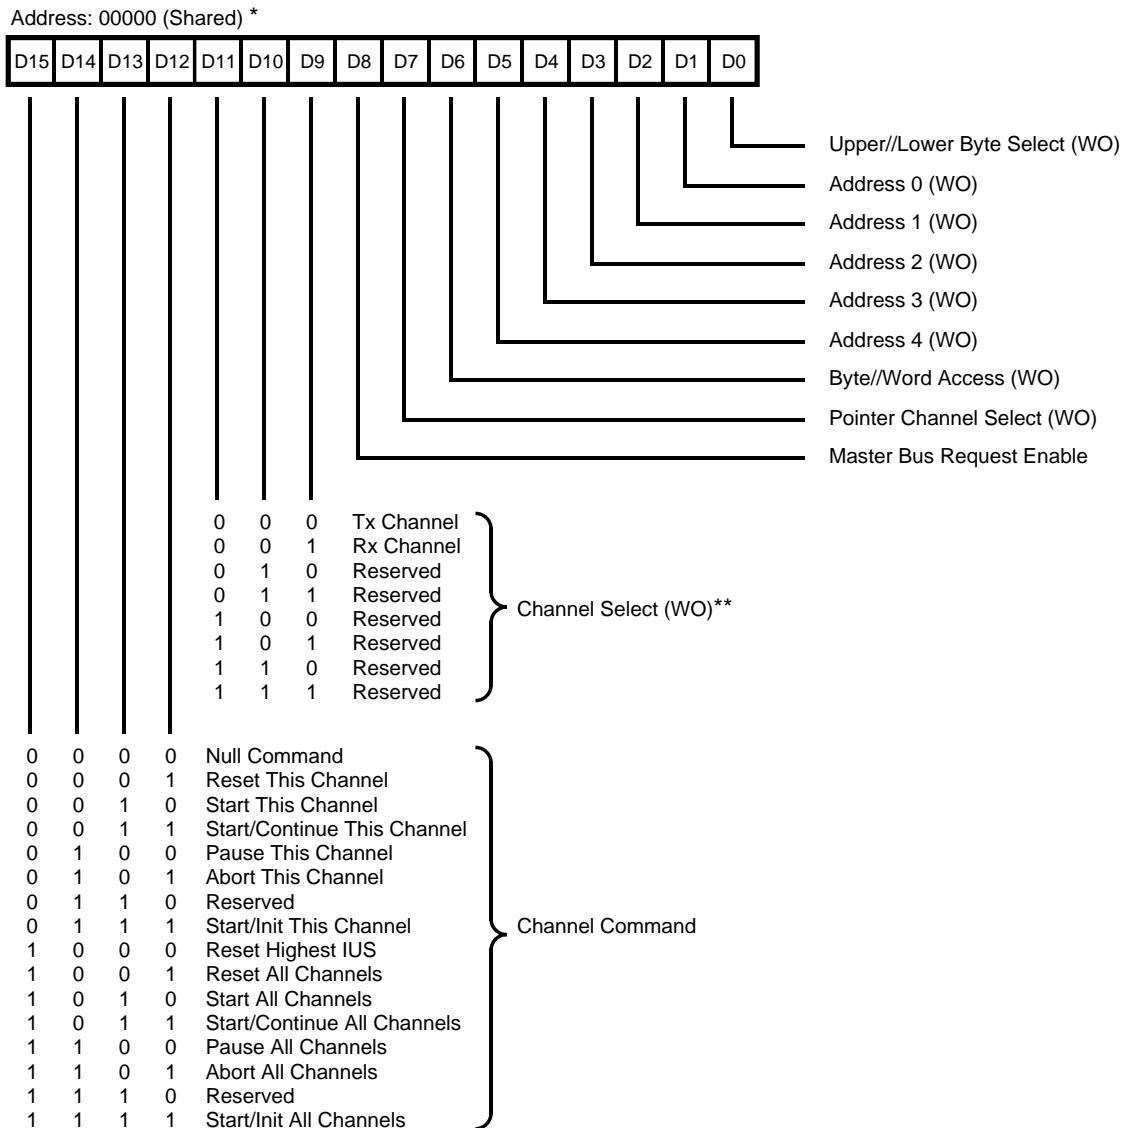 Address: 00000 (Shared) *
D15 D14 D13 D12 D11 D10 D9 D8 D7 D6 D5 D4 D3 D2 D1 D0
Upper//Lower Byte Select (WO)
Address 0 (WO)
Address 1 (WO)
Address 2 (WO)
Address 3 (WO)
Address 4 (WO)
Byte//Word Access (WO)
Pointer Channel Select (WO)
Master Bus Request Enable
0 0 0 Tx Channel
0 0 1 Rx Channel
0 1 0 Reserved
0 1 1 Reserved
1 0 0 Reserved
1 0 1 Reserved
1 1 0 Reserved
1 1 1 Reserved
Channel Select (WO)**
0 0 0 0 Null Command
0 0 0 1 Reset This Channel
0 0 1 0 Start This Channel
0 0 1 1 Start/Continue This Channel
0 1 0 0 Pause This Channel
0 1 0 1 Abort This Channel
0 1 1 0 Reserved
0 1 1 1 Start/Init This Channel
1 0 0 0 Reset Highest IUS
1 0 0 1 Reset All Channels
1 0 1 0 Start All Channels
1 0 1 1 Start/Continue All Channels
1 1 0 0 Pause All Channels
1 1 0 1 Abort All Channels
1 1 1 0 Reserved
1 1 1 1 Start/Init All Channels
Channel Command